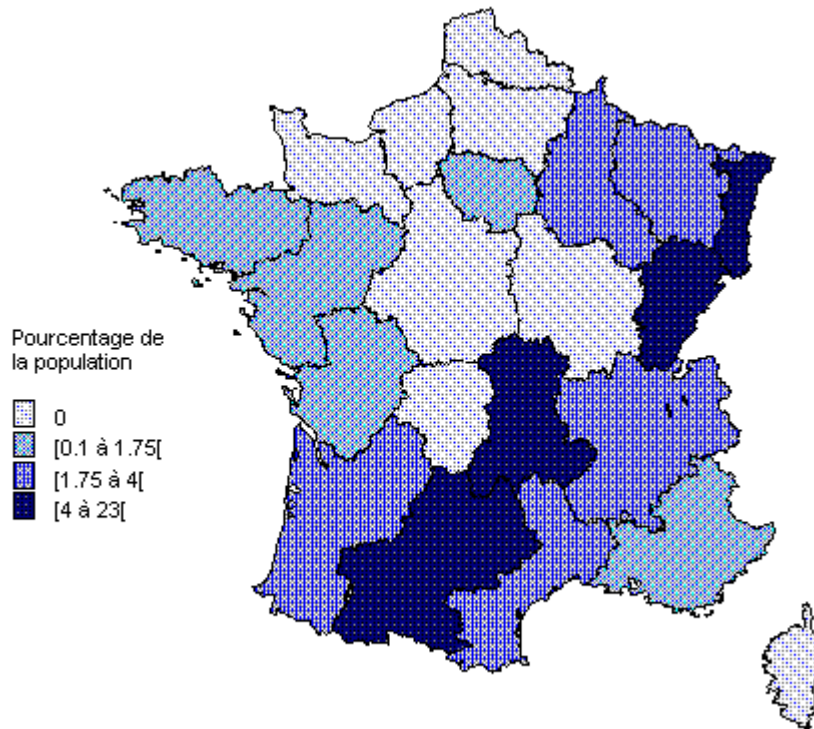 Pourcentage de
la population
0
[0.1 à 1.75[
[1.75 à 4[
[4 à 23[